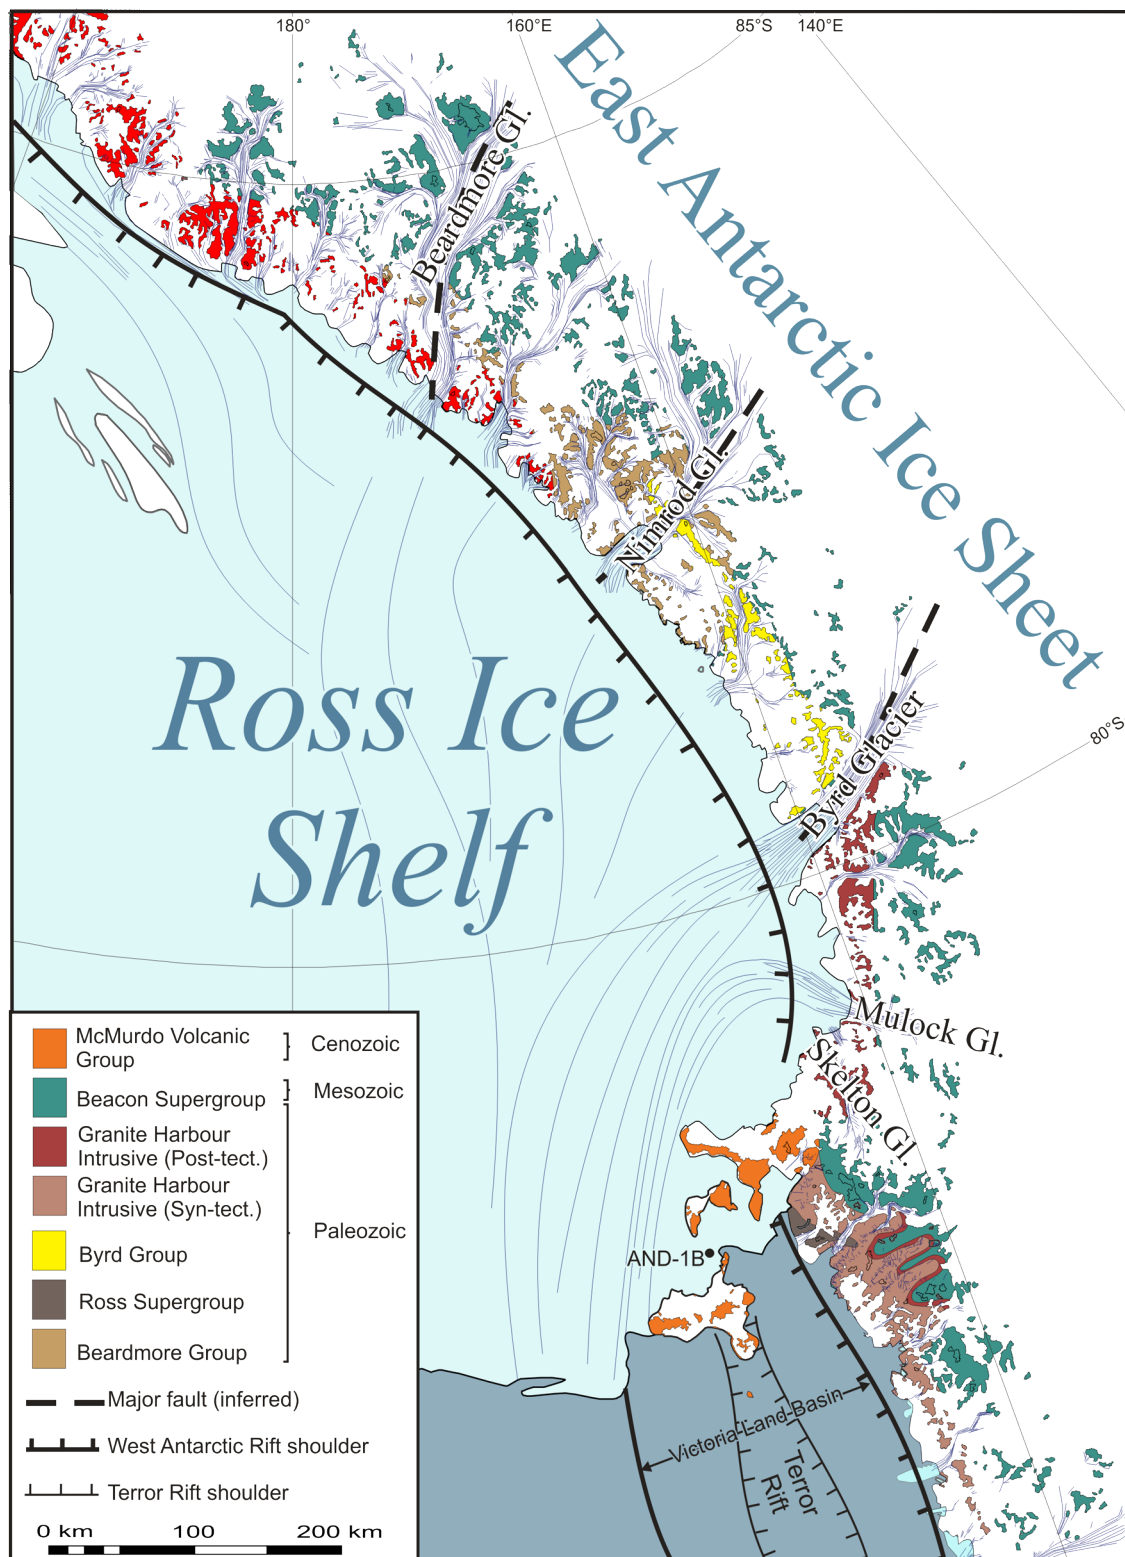 180°
160°E
85°S
140°E
East Antarctic Ice Sheet
Beardmore Gl.
Nimrod Gl.
Byrd Glacier
80°S
Ross Ice
Shelf
Mulock Gl.
Skelton Gl.
AND-1B
Victoria Land Basin
Terror
Rift
McMurdo Volcanic
Group
Cenozoic
Beacon Supergroup
Mesozoic
Granite Harbour
Intrusive (Post-tect.)
Granite Harbour
Intrusive (Syn-tect.)
Paleozoic
Byrd Group
Ross Supergroup
Beardmore Group
Major fault (inferred)
West Antarctic Rift shoulder
Terror Rift shoulder
0 km 100 200 km